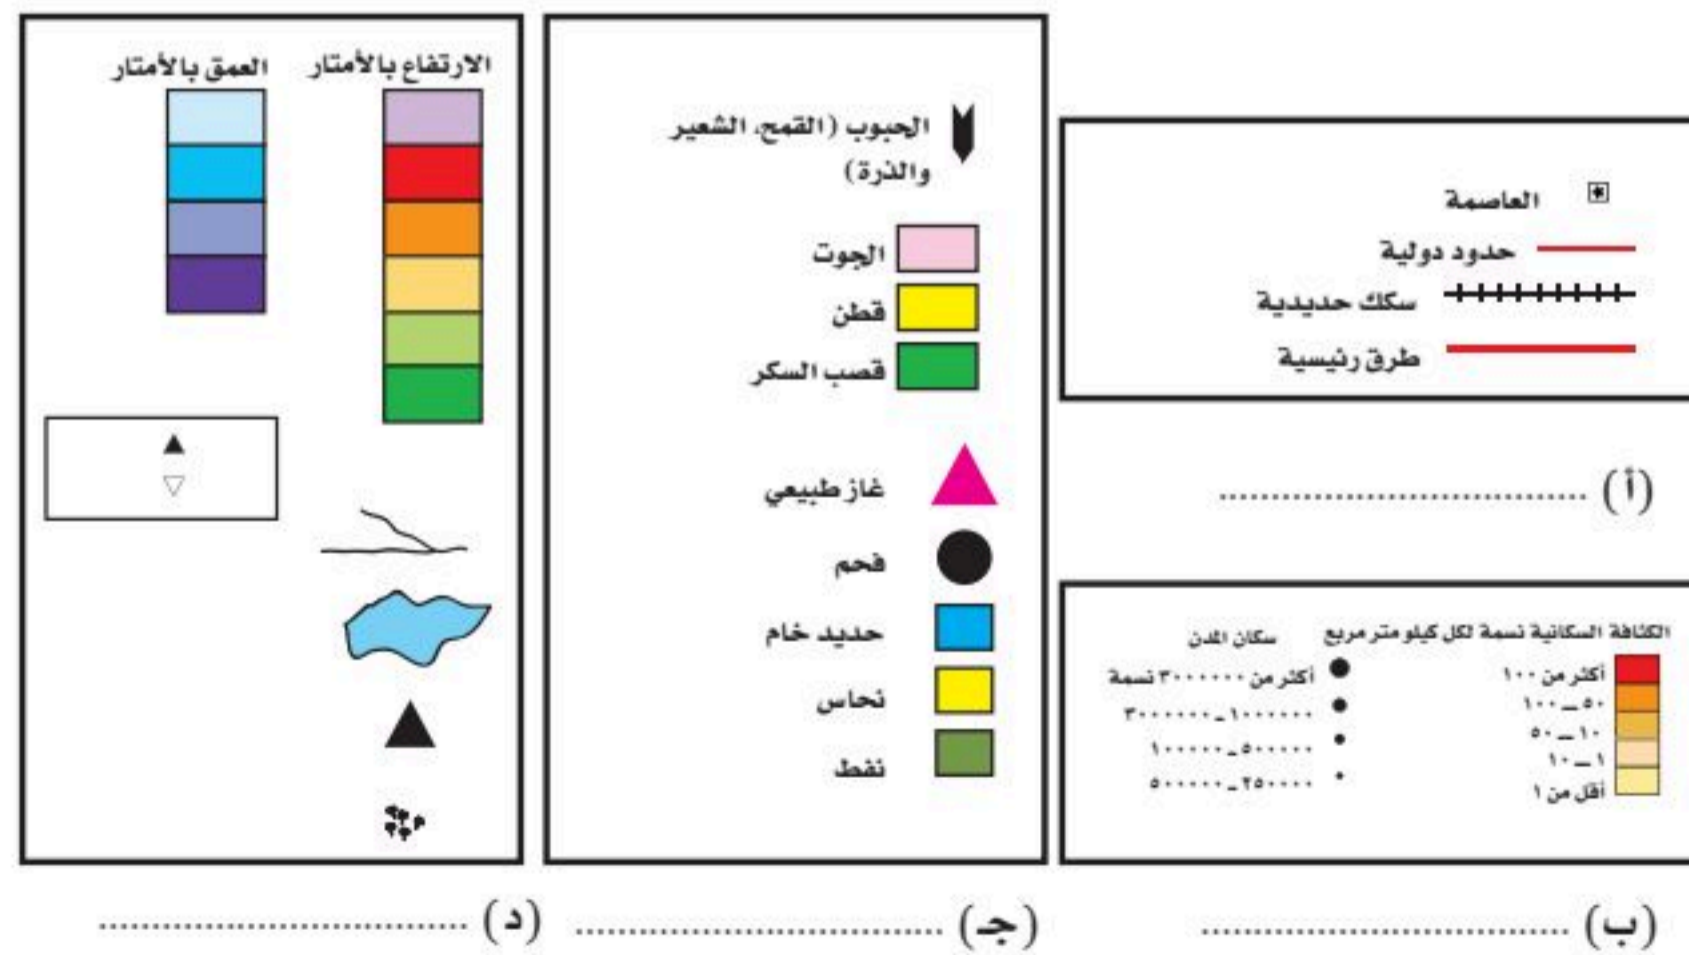 العاصمة
حدود دولية
سكك حديدية
طرق رئيسية
(أ) ....................................
الكثافة السكانية نسمة لكل كيلو متر مربع
أكثر من ١٠٠
٥٠ – ١٠٠
١٠ – ٥٠
١ – ١٠
أقل من ١
سكان المدن
أكثر من ٣٠٠٠٠٠٠ نسمة
١٠٠٠٠٠٠ - ٣٠٠٠٠٠٠
٥٠٠٠٠٠ - ١٠٠٠٠٠
٢٥٠٠٠٠ - ٥٠٠٠٠٠
(ب) ....................................
الحبوب (القمح، الشعير
والذرة)
الجوت
قطن
قصب السكر
غاز طبيعي
فحم
حديد خام
نحاس
نفط
(جـ) ....................................
الارتفاع بالأمتار
العمق بالأمتار
(د) ....................................